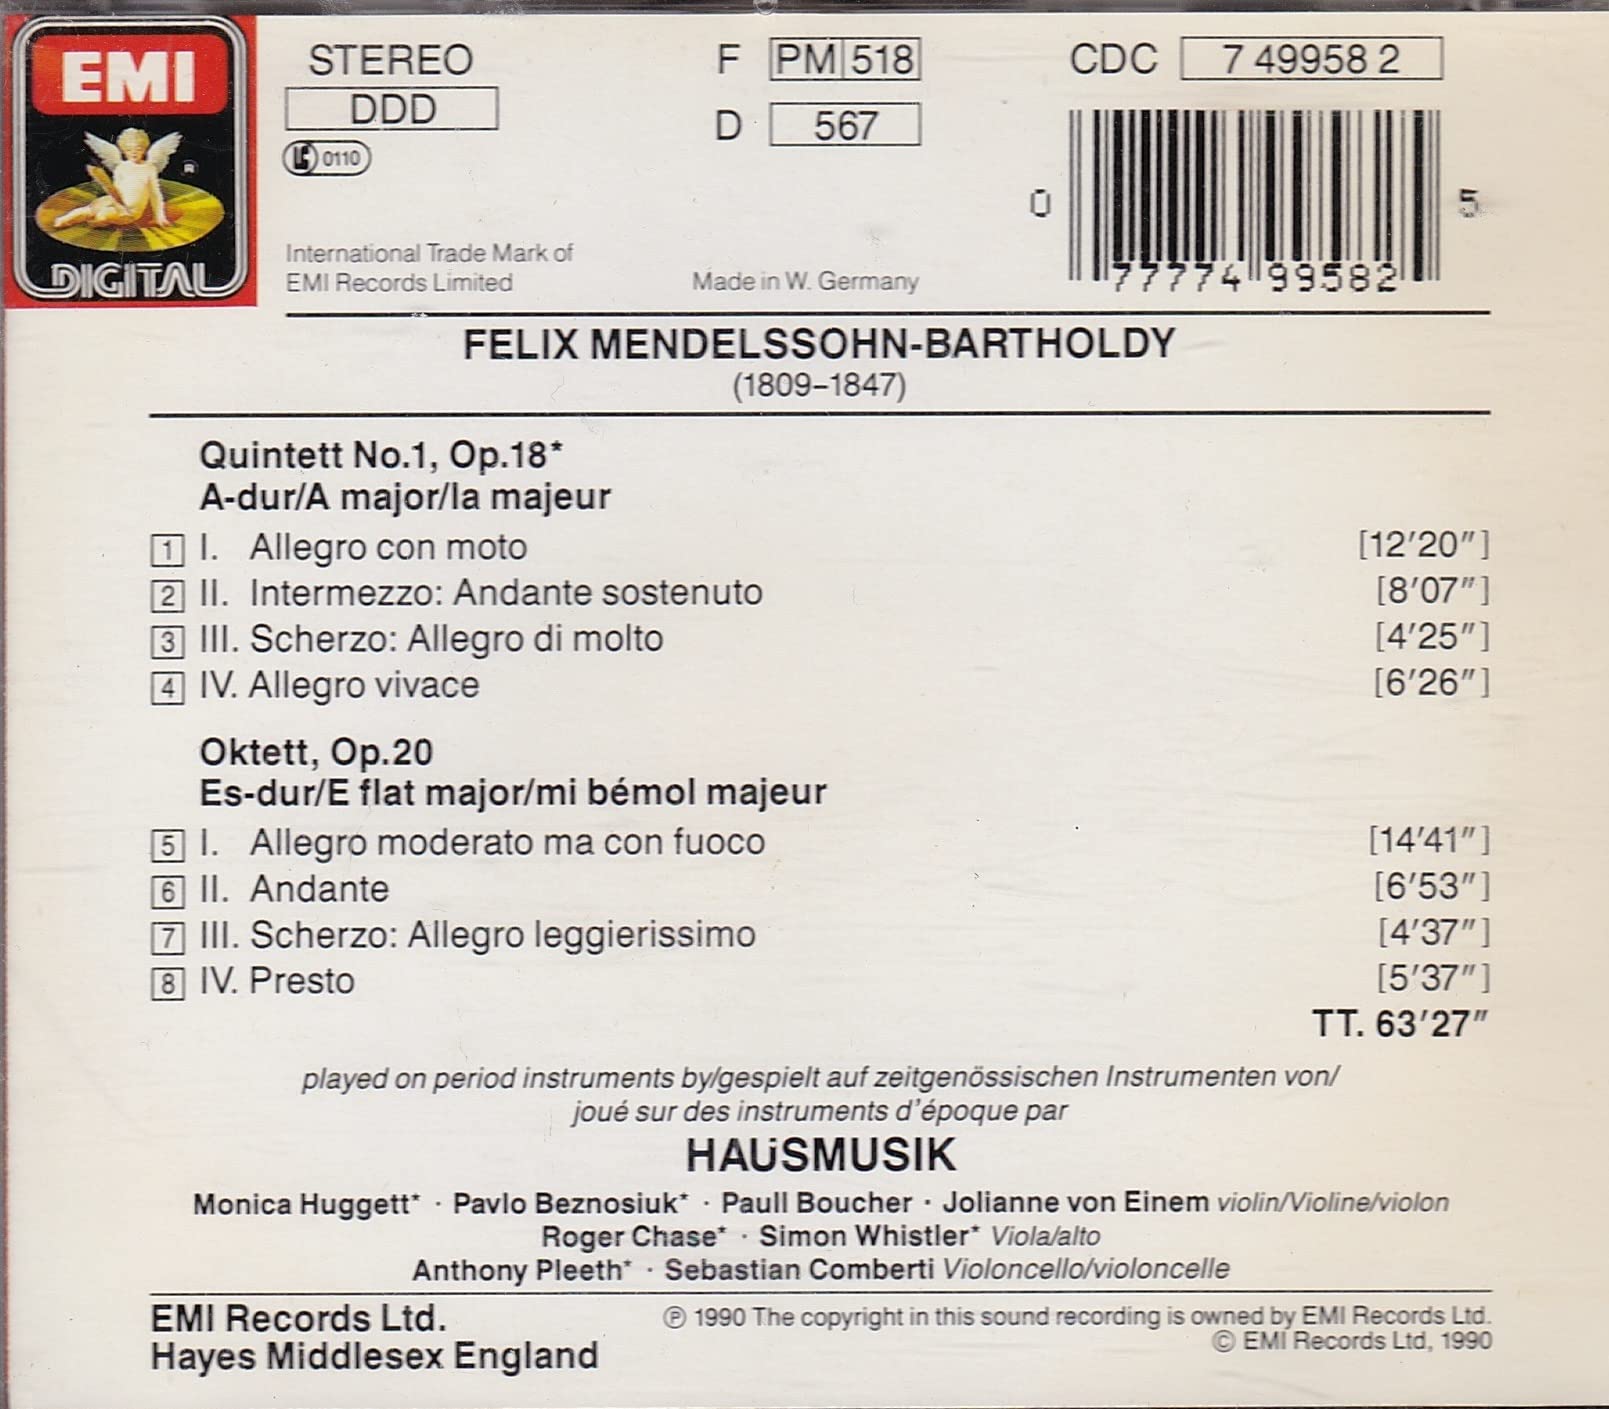 EMI
DIGITAL
R
STEREO
DDD
LC 0110
International Trade Mark of
EMI Records Limited
F PM 518
D 567
Made in W. Germany
CDC 7 49958 2
0 77774 99582 5
FELIX MENDELSSOHN-BARTHOLDY
(1809–1847)
Quintett No.1, Op.18*
A-dur/A major/la majeur
1 I. Allegro con moto [12′20″]
2 II. Intermezzo: Andante sostenuto [8′07″]
3 III. Scherzo: Allegro di molto [4′25″]
4 IV. Allegro vivace [6′26″]
Oktett, Op.20
Es-dur/E flat major/mi bémol majeur
5 I. Allegro moderato ma con fuoco [14′41″]
6 II. Andante [6′53″]
7 III. Scherzo: Allegro leggierissimo [4′37″]
8 IV. Presto [5′37″]
TT. 63′27″
played on period instruments by/gespielt auf zeitgenössischen Instrumenten von/
joué sur des instruments d'époque par
HAUSMUSIK
Monica Huggett* · Pavlo Beznosiuk* · Paull Boucher · Jolianne von Einem violin/Violine/violon
Roger Chase* · Simon Whistler* Viola/alto
Anthony Pleeth* · Sebastian Comberti Violoncello/violoncelle
EMI Records Ltd.
Hayes Middlesex England
℗ 1990 The copyright in this sound recording is owned by EMI Records Ltd.
© EMI Records Ltd, 1990